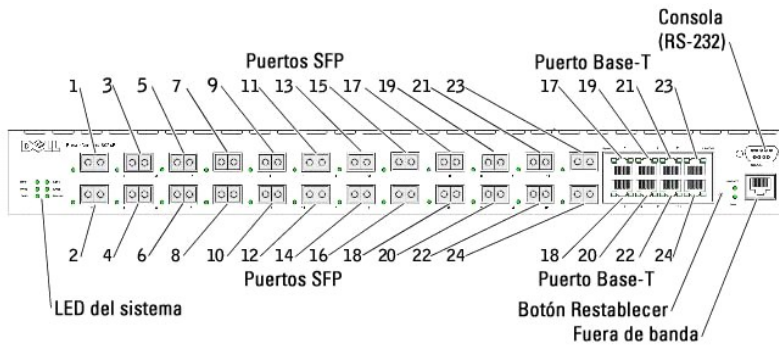 Consola
(RS-232)
Puertos SFP
Puerto Base-T
1 3 5 7 9 11 13 15 17 19 21 23 17 19 21 23
DELL
2 4 6 8 10 12 14 16 18 20 22 24 18 20 22 24
Puertos SFP
Puerto Base-T
LED del sistema
Botón Restablecer
Fuera de banda